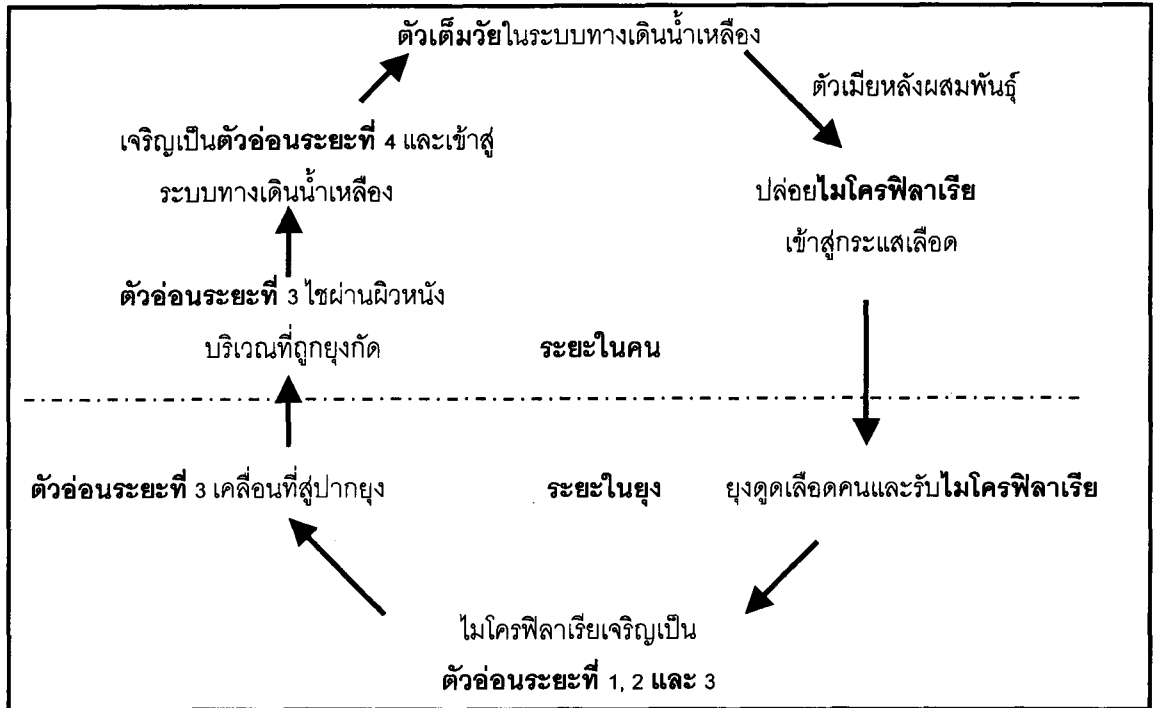 ตัวเต็มวัยในระบบทางเดินน้ำเหลือง
ตัวเมียหลังผสมพันธุ์
ปล่อยไมโครฟิลาเรีย
เข้าสู่กระแสเลือด
เจริญเป็นตัวอ่อนระยะที่ 4 และเข้าสู่
ระบบทางเดินน้ำเหลือง
ตัวอ่อนระยะที่ 3 ไชผ่านผิวหนัง
บริเวณที่ถูกยุงกัด
ระยะในคน
ตัวอ่อนระยะที่ 3 เคลื่อนที่สู่ปากยุง
ระยะในยุง
ยุงดูดเลือดคนและรับไมโครฟิลาเรีย
ไมโครฟิลาเรียเจริญเป็น
ตัวอ่อนระยะที่ 1, 2 และ 3